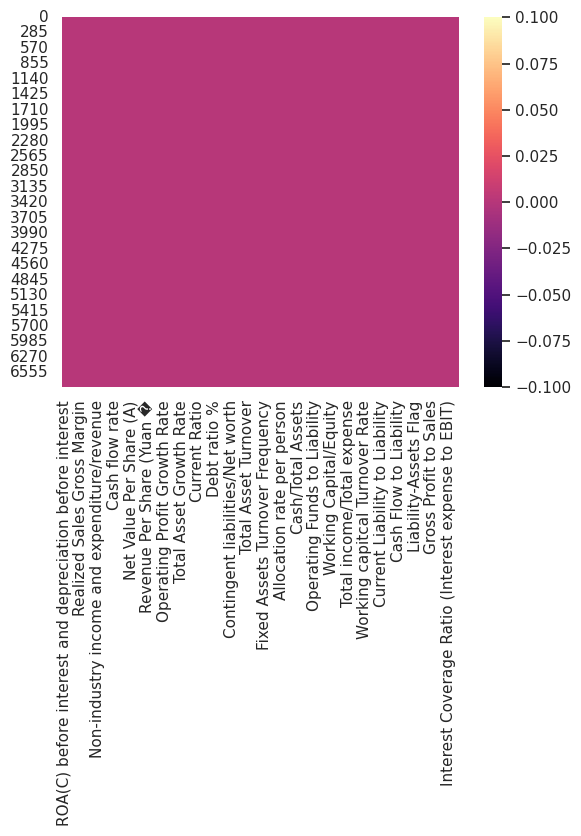 0
285
570
855
1140
1425
1710
1995
2280
2565
2850
3135
3420
3705
3990
4275
4560
4845
5130
5415
5700
5985
6270
6555
0.100
0.075
0.050
0.025
0.000
−0.025
−0.050
−0.075
−0.100
ROA(C) before interest and depreciation before interest
Realized Sales Gross Margin
Non-industry income and expenditure/revenue
Cash flow rate
Net Value Per Share (A)
Revenue Per Share (Yuan �
Operating Profit Growth Rate
Total Asset Growth Rate
Current Ratio
Debt ratio %
Contingent liabilities/Net worth
Total Asset Turnover
Fixed Assets Turnover Frequency
Allocation rate per person
Cash/Total Assets
Operating Funds to Liability
Working Capital/Equity
Total income/Total expense
Working capitcal Turnover Rate
Current Liability to Liability
Cash Flow to Liability
Liability-Assets Flag
Gross Profit to Sales
Interest Coverage Ratio (Interest expense to EBIT)